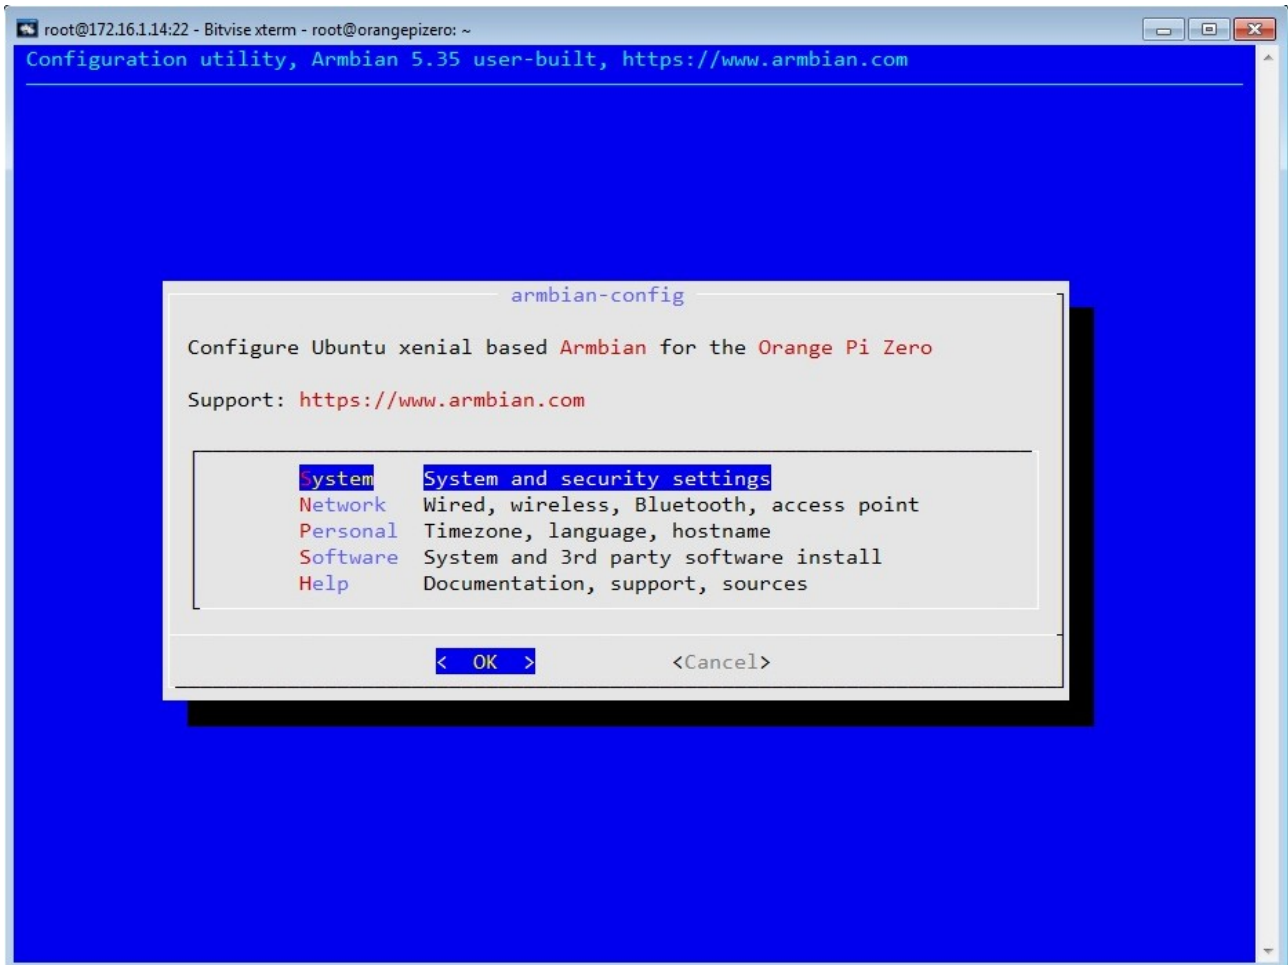 root@172.16.1.14:22 - Bitvise xterm - root@orangepizero: ~
Configuration utility, Armbian 5.35 user-built, https://www.armbian.com
armbian-config
Configure Ubuntu xenial based Armbian for the Orange Pi Zero
Support: https://www.armbian.com
System System and security settings
Network Wired, wireless, Bluetooth, access point
Personal Timezone, language, hostname
Software System and 3rd party software install
Help Documentation, support, sources
< OK > <Cancel>